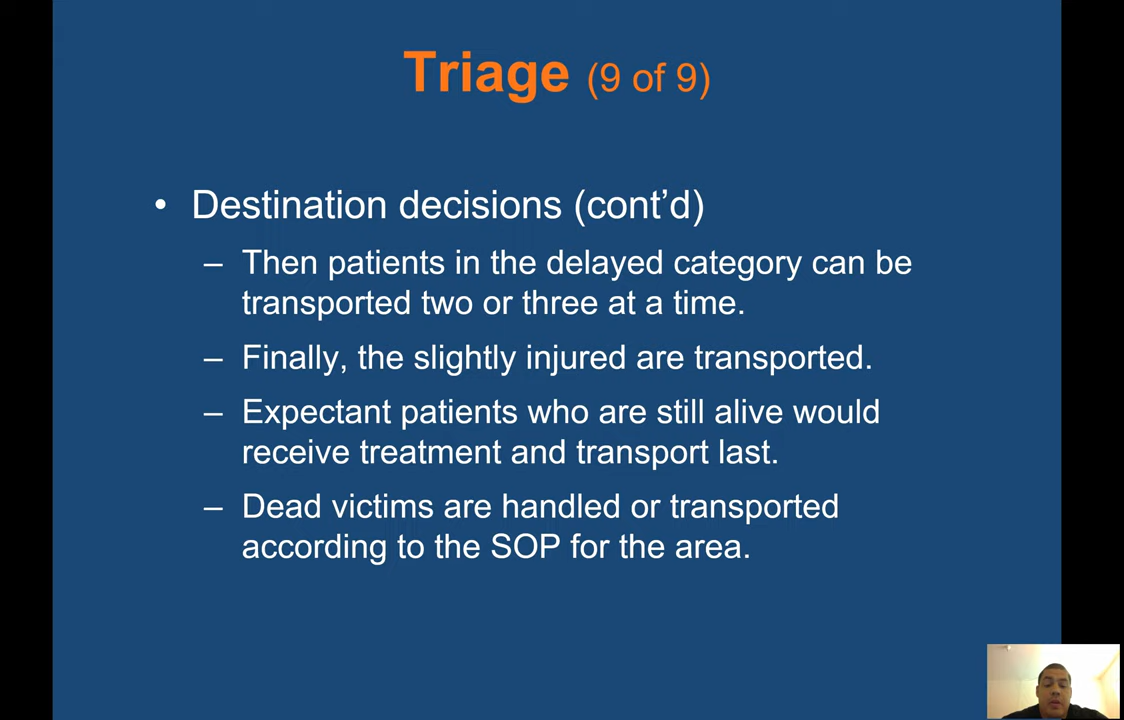 Triage (9 of 9)
• Destination decisions (cont’d)
– Then patients in the delayed category can be
transported two or three at a time.
– Finally, the slightly injured are transported.
– Expectant patients who are still alive would
receive treatment and transport last.
– Dead victims are handled or transported
according to the SOP for the area.